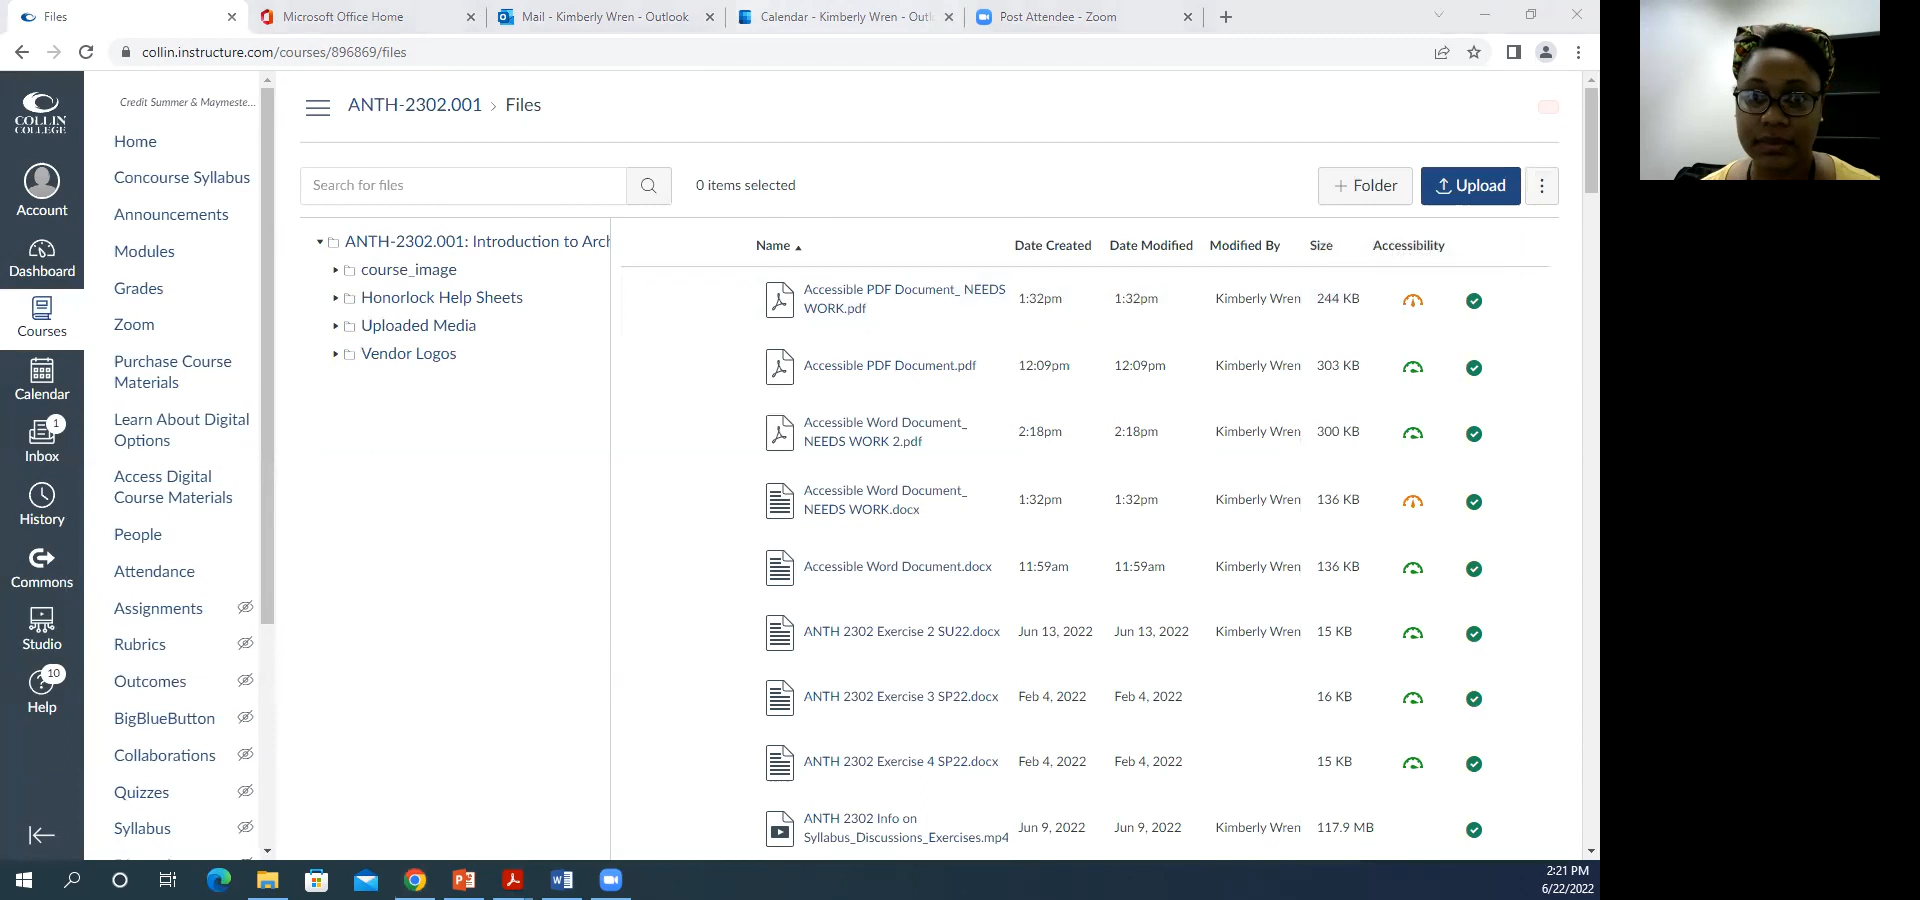 Files
Microsoft Office Home
Mail - Kimberly Wren - Outlook
Calendar - Kimberly Wren - Outl
Post Attendee - Zoom
collin.instructure.com/courses/896869/files
COLLIN
COLLEGE
Account
Dashboard
Courses
Calendar
1
Inbox
History
Commons
Studio
10
Help
Credit Summer & Maymeste...
Home
Concourse Syllabus
Announcements
Modules
Grades
Zoom
Purchase Course
Materials
Learn About Digital
Options
Access Digital
Course Materials
People
Attendance
Assignments
Rubrics
Outcomes
BigBlueButton
Collaborations
Quizzes
Syllabus
ANTH-2302.001 › Files
Search for files
0 items selected
+ Folder
Upload
ANTH-2302.001: Introduction to Arch
course_image
Honorlock Help Sheets
Uploaded Media
Vendor Logos
Name Date Created Date Modified Modified By Size Accessibility
Accessible PDF Document_ NEEDS
WORK.pdf
1:32pm 1:32pm Kimberly Wren 244 KB
Accessible PDF Document.pdf 12:09pm 12:09pm Kimberly Wren 303 KB
Accessible Word Document_
NEEDS WORK 2.pdf
2:18pm 2:18pm Kimberly Wren 300 KB
Accessible Word Document_
NEEDS WORK.docx
1:32pm 1:32pm Kimberly Wren 136 KB
Accessible Word Document.docx 11:59am 11:59am Kimberly Wren 136 KB
ANTH 2302 Exercise 2 SU22.docx Jun 13, 2022 Jun 13, 2022 Kimberly Wren 15 KB
ANTH 2302 Exercise 3 SP22.docx Feb 4, 2022 Feb 4, 2022 16 KB
ANTH 2302 Exercise 4 SP22.docx Feb 4, 2022 Feb 4, 2022 15 KB
ANTH 2302 Info on
Syllabus_Discussions_Exercises.mp4
Jun 9, 2022 Jun 9, 2022 Kimberly Wren 117.9 MB
2:21 PM
6/22/2022